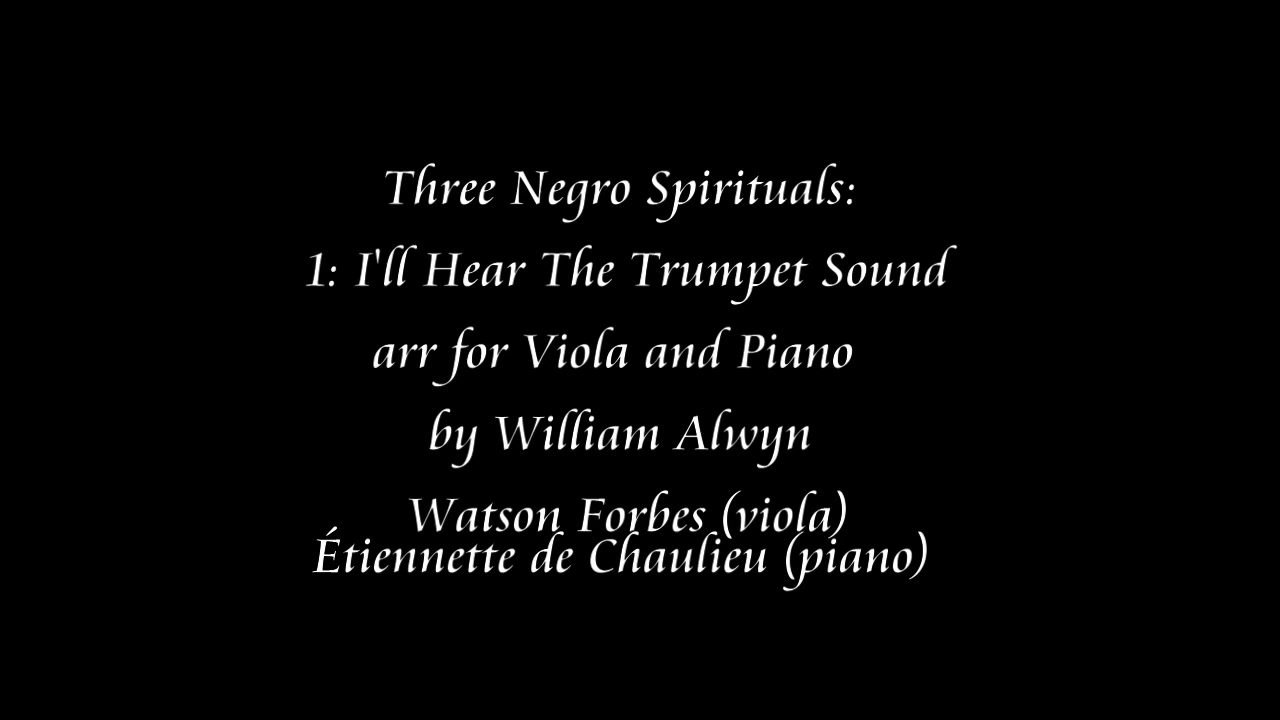 Three Negro Spirituals:
1: I'll Hear The Trumpet Sound
arr for Viola and Piano
by William Alwyn
Watson Forbes (viola)
Étiennette de Chaulieu (piano)